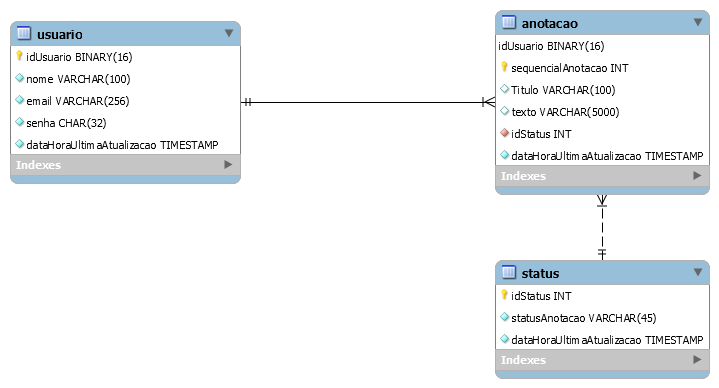 usuario
idUsuario BINARY(16)
nome VARCHAR(100)
email VARCHAR(256)
senha CHAR(32)
dataHoraUltimaAtualizacao TIMESTAMP
Indexes
anotacao
idUsuario BINARY(16)
sequencialAnotacao INT
Titulo VARCHAR(100)
texto VARCHAR(5000)
idStatus INT
dataHoraUltimaAtualizacao TIMESTAMP
Indexes
status
idStatus INT
statusAnotacao VARCHAR(45)
dataHoraUltimaAtualizacao TIMESTAMP
Indexes